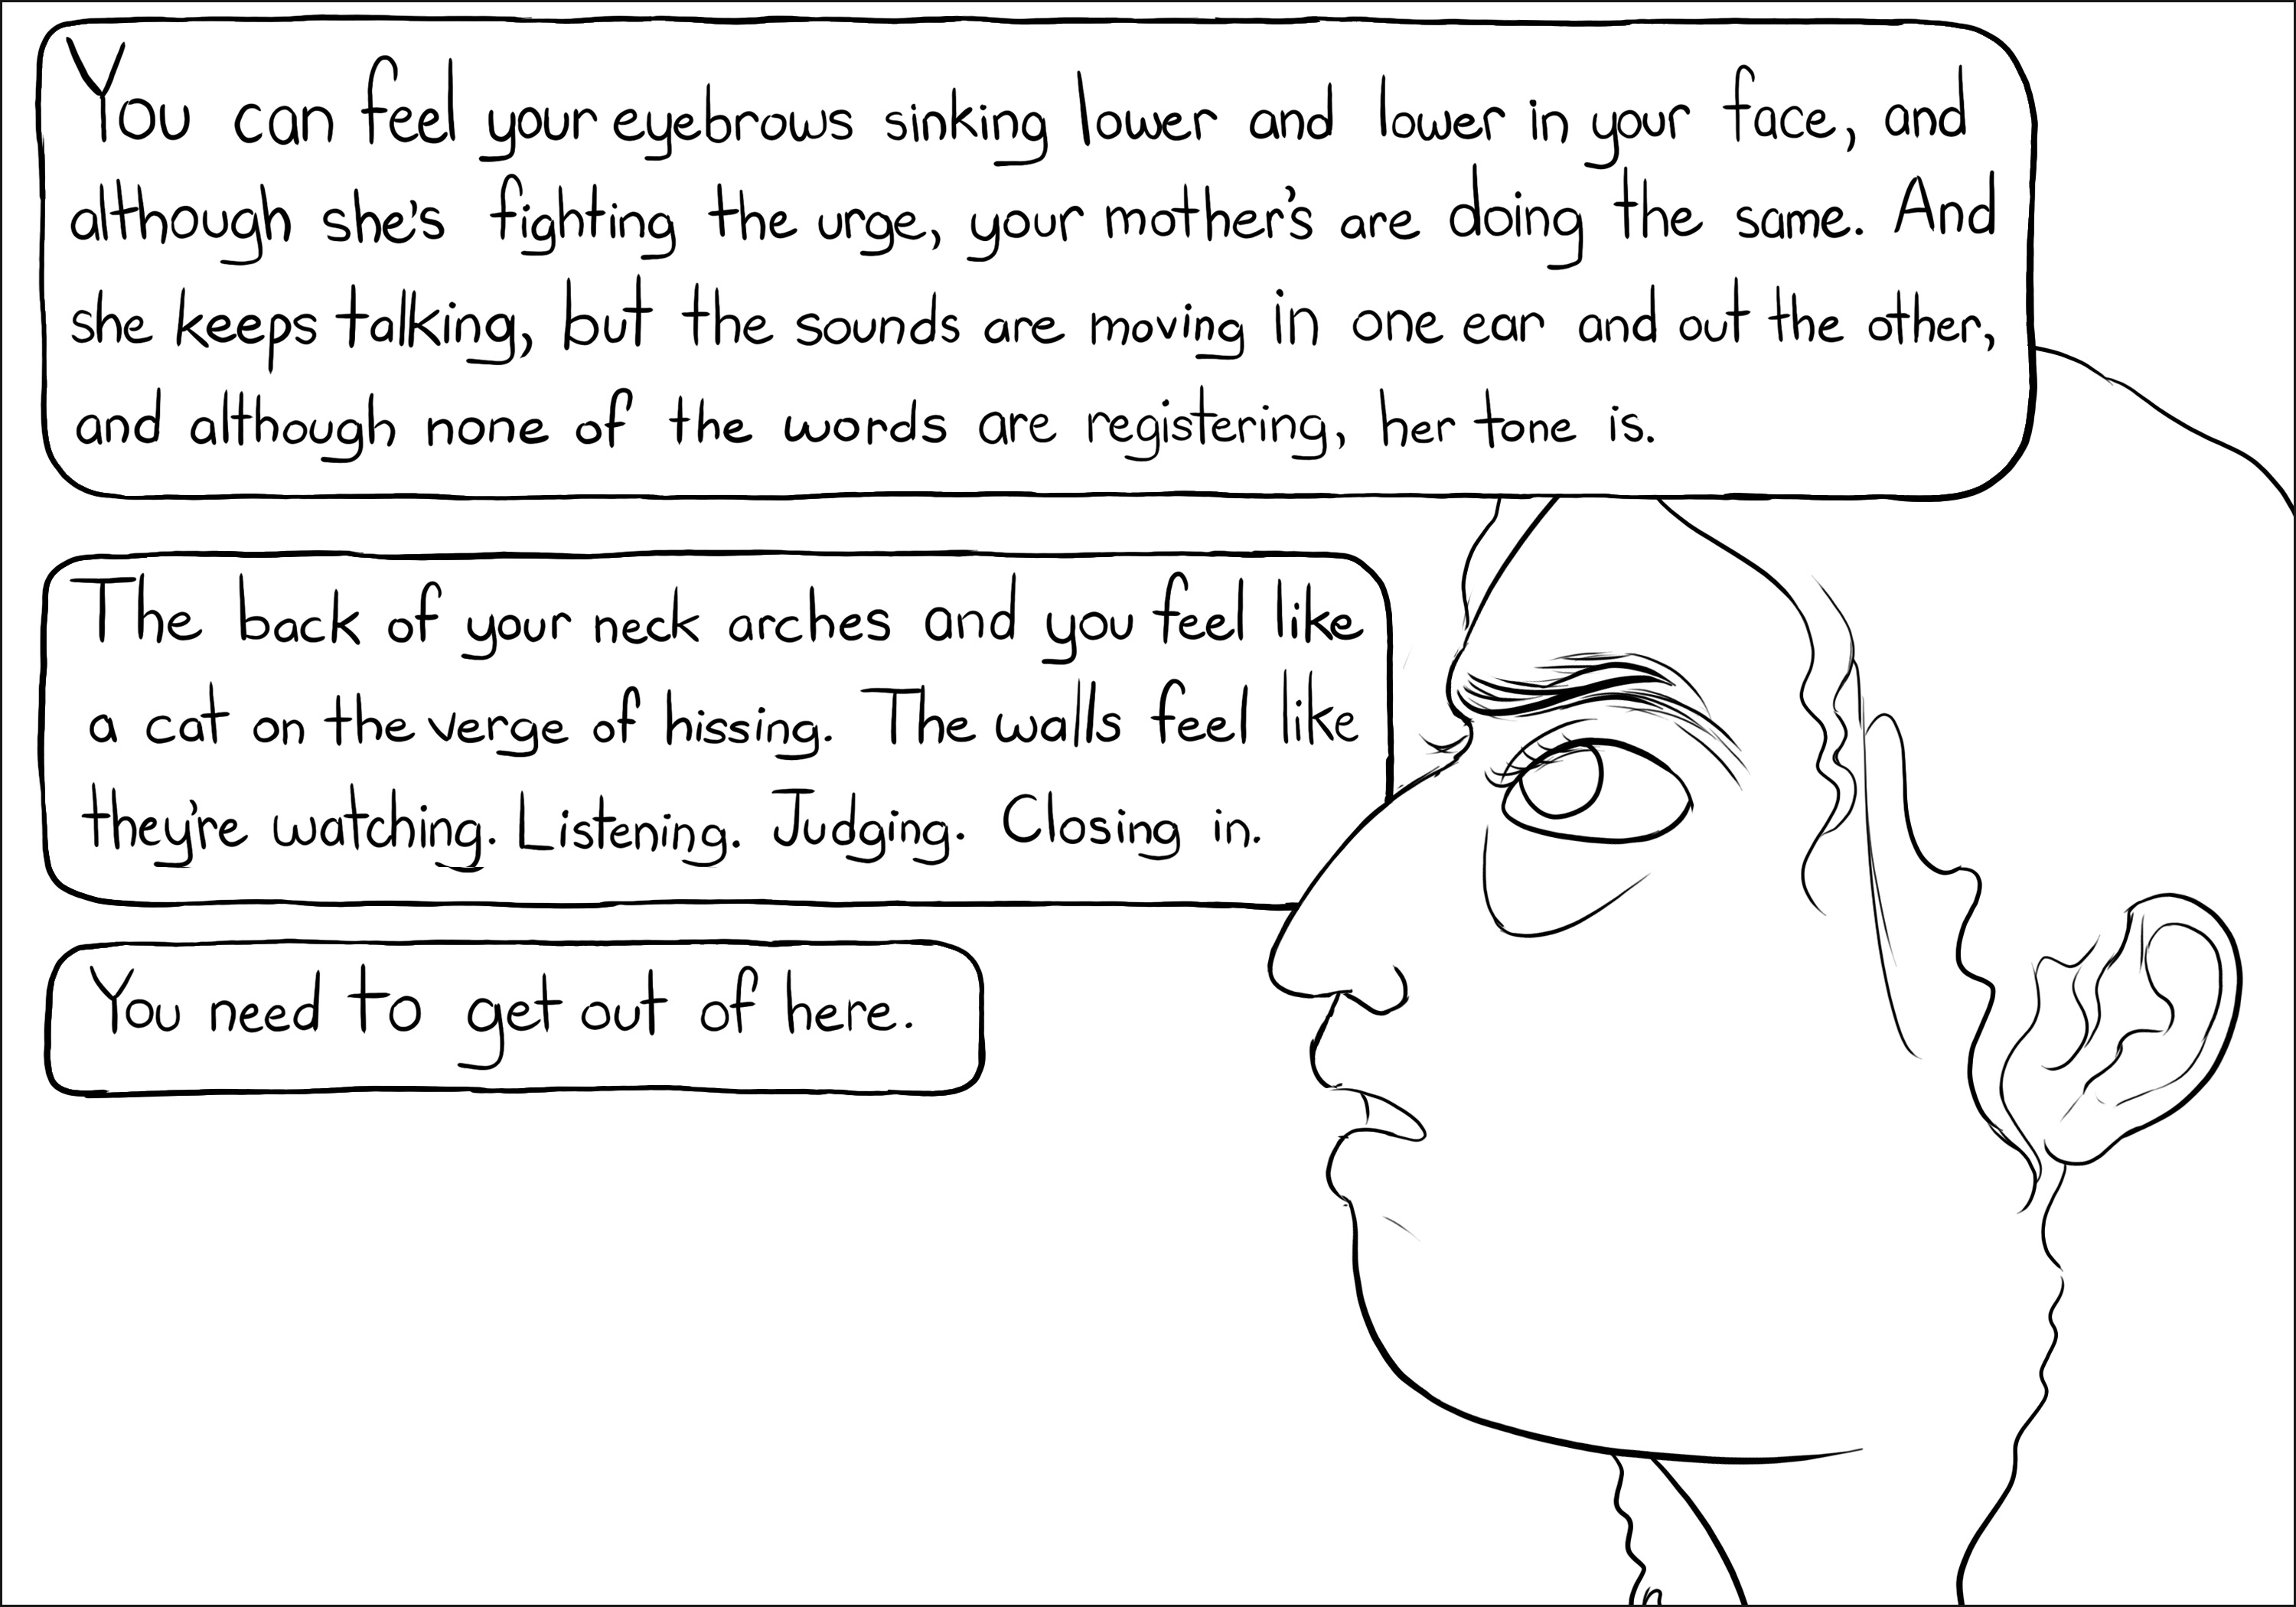 You can feel your eyebrows sinking lower and lower in your face, and
although she's fighting the urge, your mother's are doing the same. And
she keeps talking, but the sounds are moving in one ear and out the other,
and although none of the words are registering, her tone is.
The back of your neck arches and you feel like
a cat on the verge of hissing. The walls feel like
they're watching. Listening. Judging. Closing in.
You need to get out of here.